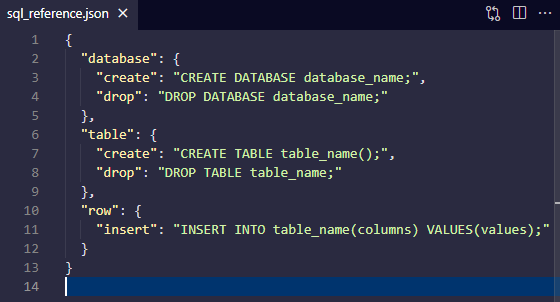 sql_reference.json
1 {
2   "database": {
3     "create": "CREATE DATABASE database_name;",
4     "drop": "DROP DATABASE database_name;"
5   },
6   "table": {
7     "create": "CREATE TABLE table_name();",
8     "drop": "DROP TABLE table_name;"
9   },
10   "row": {
11     "insert": "INSERT INTO table_name(columns) VALUES(values);"
12   }
13 }
14